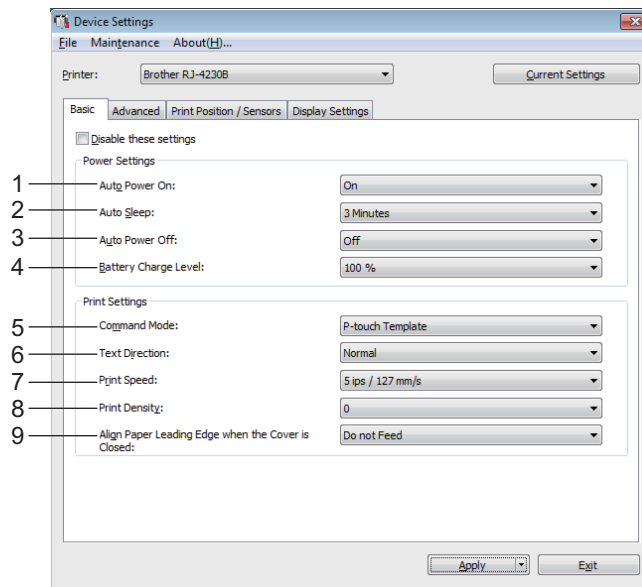 Device Settings
File Maintenance About(H)...
Printer: Brother RJ-4230B Current Settings
Basic Advanced Print Position / Sensors Display Settings
Disable these settings
Power Settings
1 Auto Power On: On
2 Auto Sleep: 3 Minutes
3 Auto Power Off: Off
4 Battery Charge Level: 100 %
Print Settings
5 Command Mode: P-touch Template
6 Text Direction: Normal
7 Print Speed: 5 ips / 127 mm/s
8 Print Density: 0
9 Align Paper Leading Edge when the Cover is Do not Feed
Closed:
Apply Exit